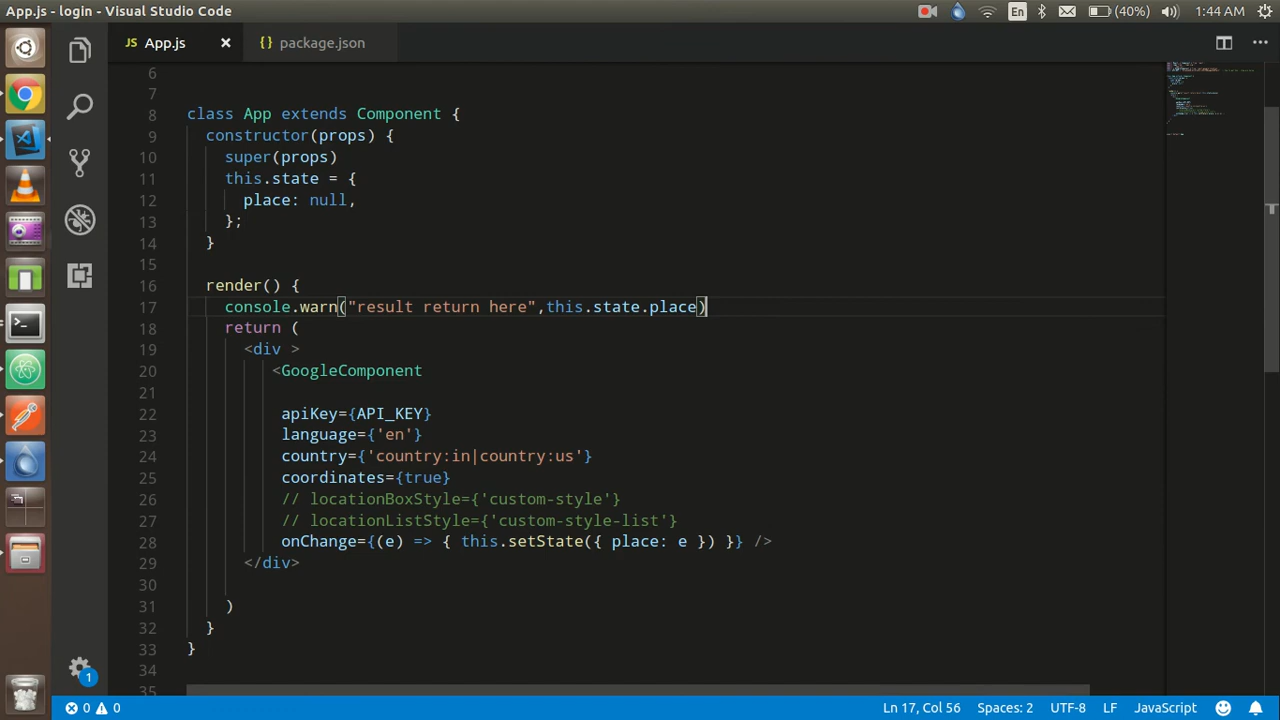 App.js - login - Visual Studio Code
En
(40%)
1:44 AM
JS App.js
{} package.json
6
7
8 class App extends Component {
9 constructor(props) {
10 super(props)
11 this.state = {
12 place: null,
13 };
14 }
15
16 render() {
17 console.warn("result return here",this.state.place)
18 return (
19 <div >
20 <GoogleComponent
21
22 apiKey={API_KEY}
23 language={'en'}
24 country={'country:in|country:us'}
25 coordinates={true}
26 // locationBoxStyle={'custom-style'}
27 // locationListStyle={'custom-style-list'}
28 onChange={(e) => { this.setState({ place: e }) }} />
29 </div>
30
31 )
32 }
33 }
34
35
1
0 0
Ln 17, Col 56
Spaces: 2
UTF-8
LF
JavaScript